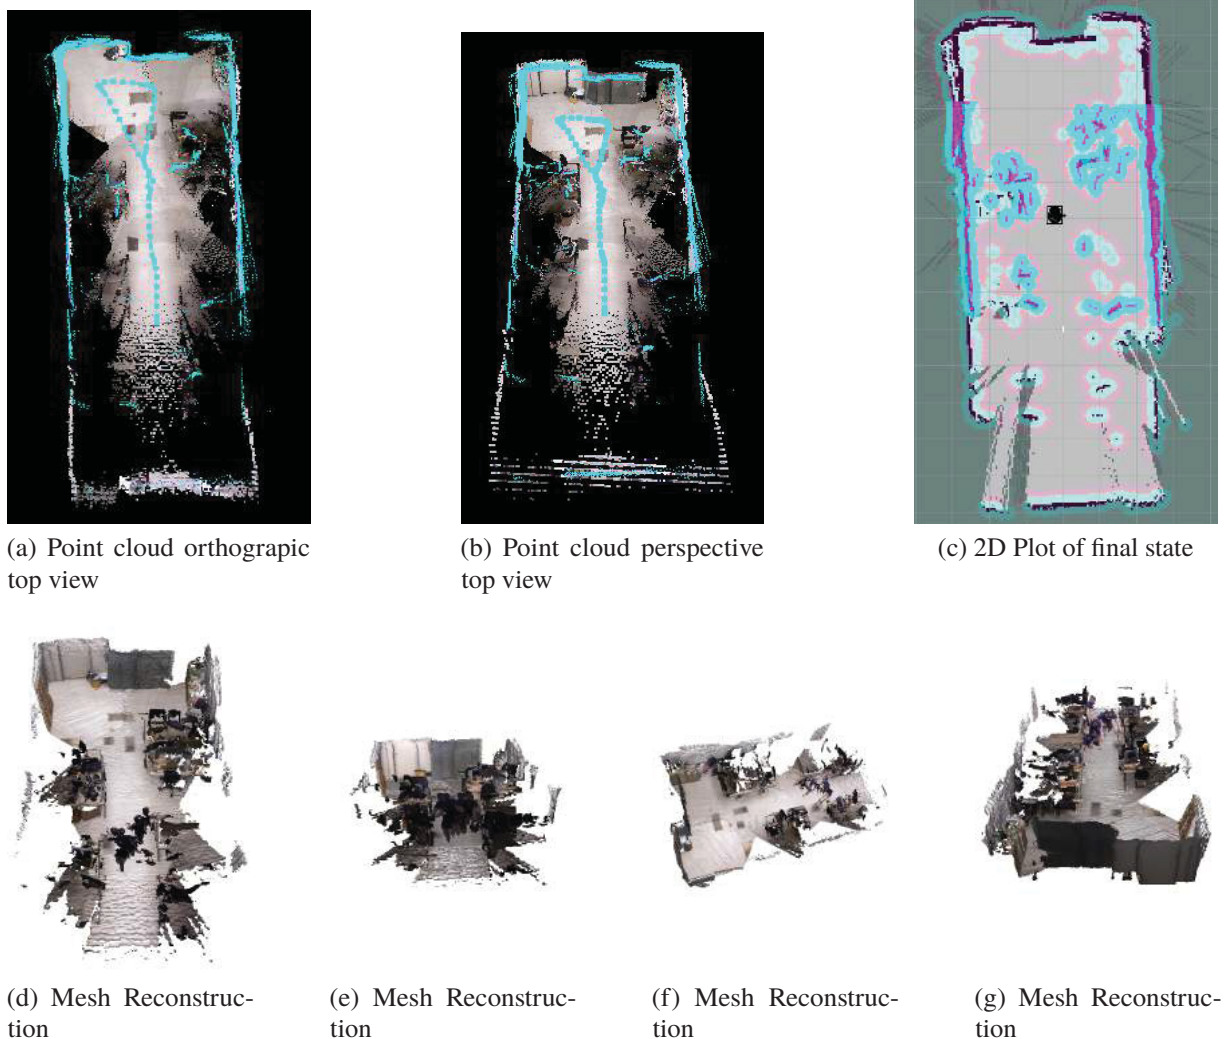 (a) Point cloud orthograpic
top view
(b) Point cloud perspective
top view
(c) 2D Plot of final state
(d) Mesh Reconstruc-
tion
(e) Mesh Reconstruc-
tion
(f) Mesh Reconstruc-
tion
(g) Mesh Reconstruc-
tion